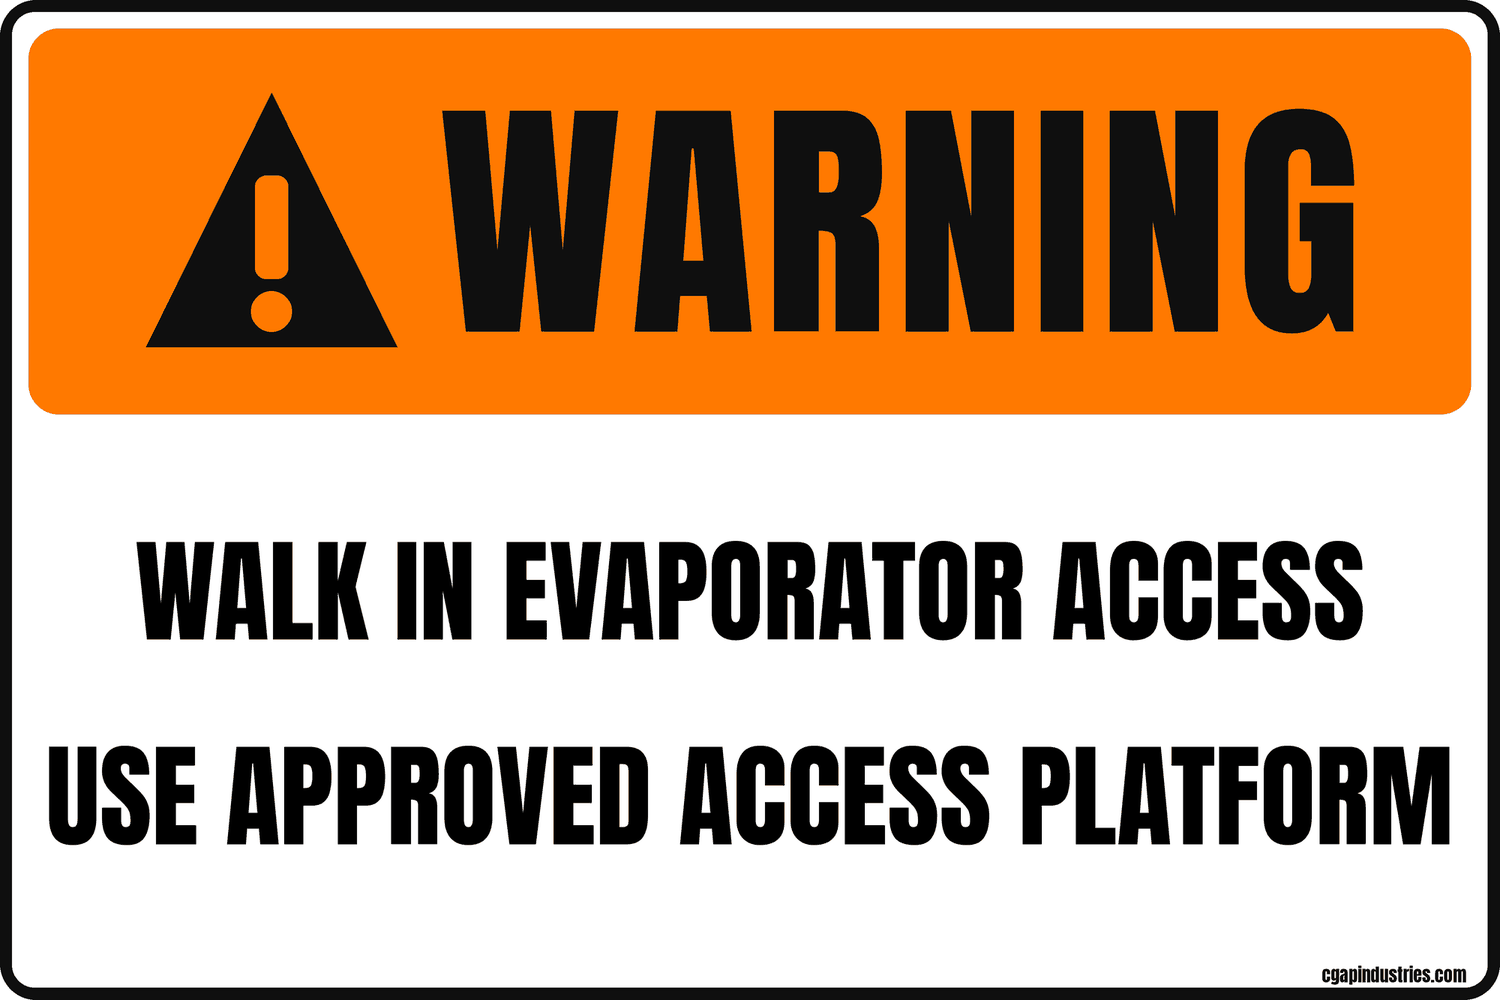 WARNING
WALK IN EVAPORATOR ACCESS
USE APPROVED ACCESS PLATFORM
cgapindustries.com